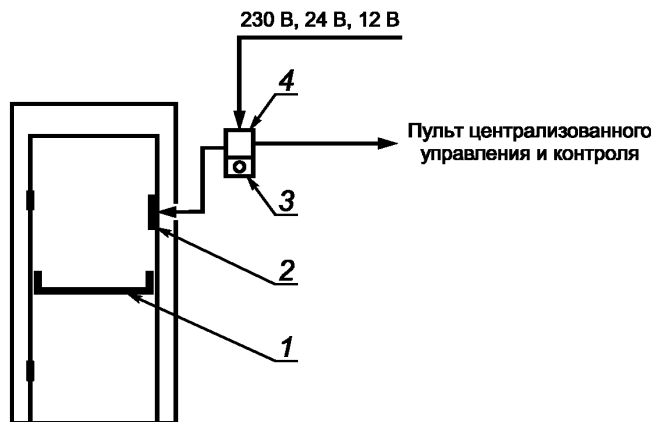 230 В, 24 В, 12 В
4
Пульт централизованного
управления и контроля
3
2
1